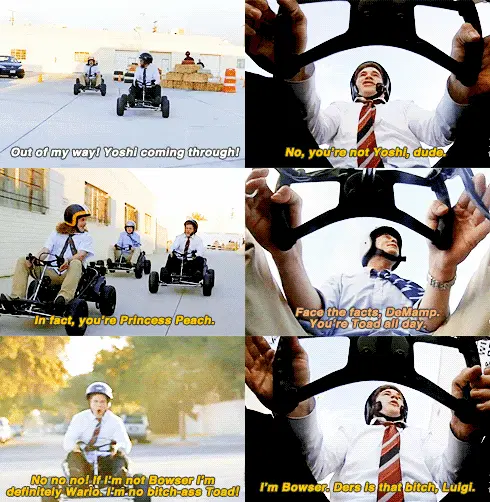 Out of my way! Yoshi coming through!
No, you're not Yoshi, dude.
In fact, you're Princess Peach.
Face the facts, DeMamp.
You're Toad all day.
No no no! If I'm not Bowser I'm
definitely Wario. I'm no bitch-ass Toad!
I'm Bowser. Ders is that bitch, Luigi.